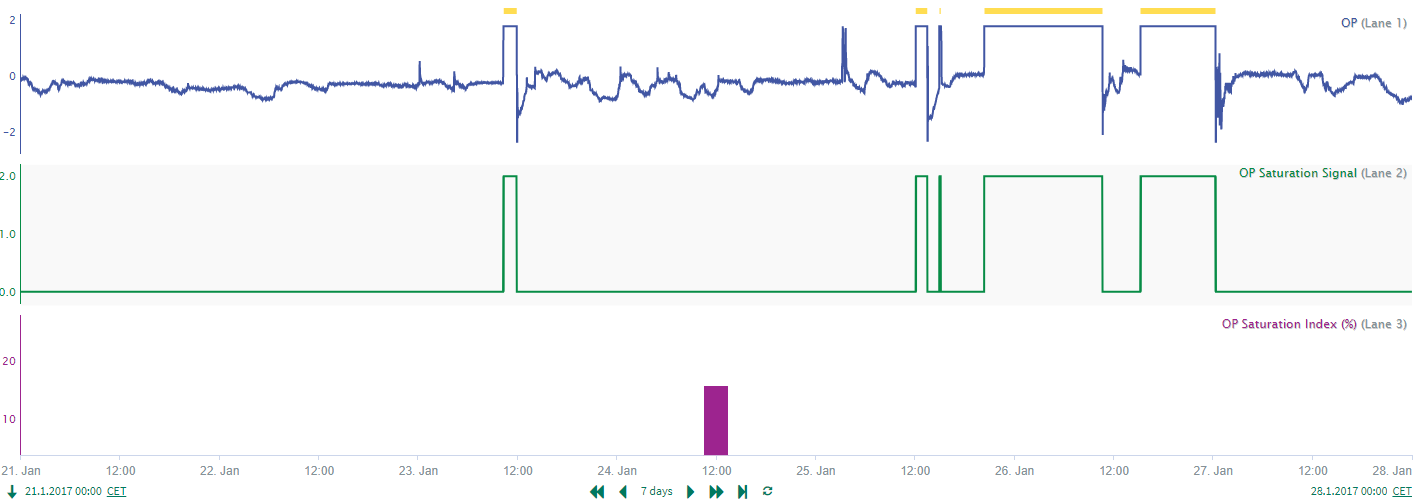 2
OP (Lane 1)
0
-2
2.0
OP Saturation Signal (Lane 2)
1.0
0.0
OP Saturation Index (%) (Lane 3)
20
10
21. Jan 12:00 22. Jan 12:00 23. Jan 12:00 24. Jan 12:00 25. Jan 12:00 26. Jan 12:00 27. Jan 12:00 28. Jan
21.1.2017 00:00 CET 7 days 28.1.2017 00:00 CET